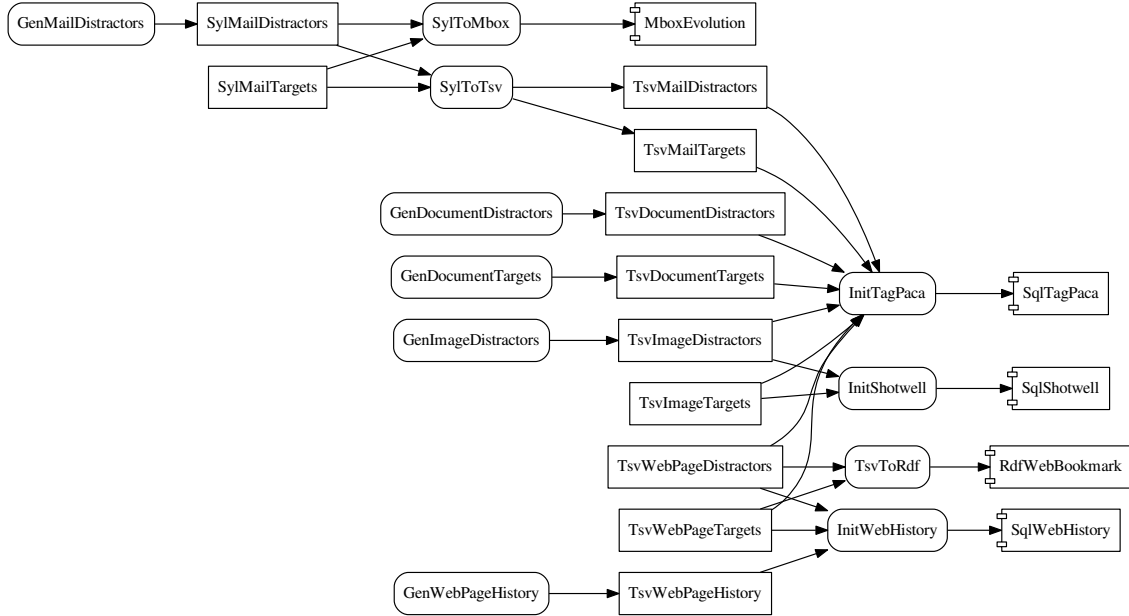 GenMailDistractors
SylMailDistractors
SylToMbox
MboxEvolution
SylMailTargets
SylToTsv
TsvMailDistractors
TsvMailTargets
GenDocumentDistractors
TsvDocumentDistractors
GenDocumentTargets
TsvDocumentTargets
InitTagPaca
SqlTagPaca
GenImageDistractors
TsvImageDistractors
TsvImageTargets
InitShotwell
SqlShotwell
TsvWebPageDistractors
TsvToRdf
RdfWebBookmark
TsvWebPageTargets
InitWebHistory
SqlWebHistory
GenWebPageHistory
TsvWebPageHistory